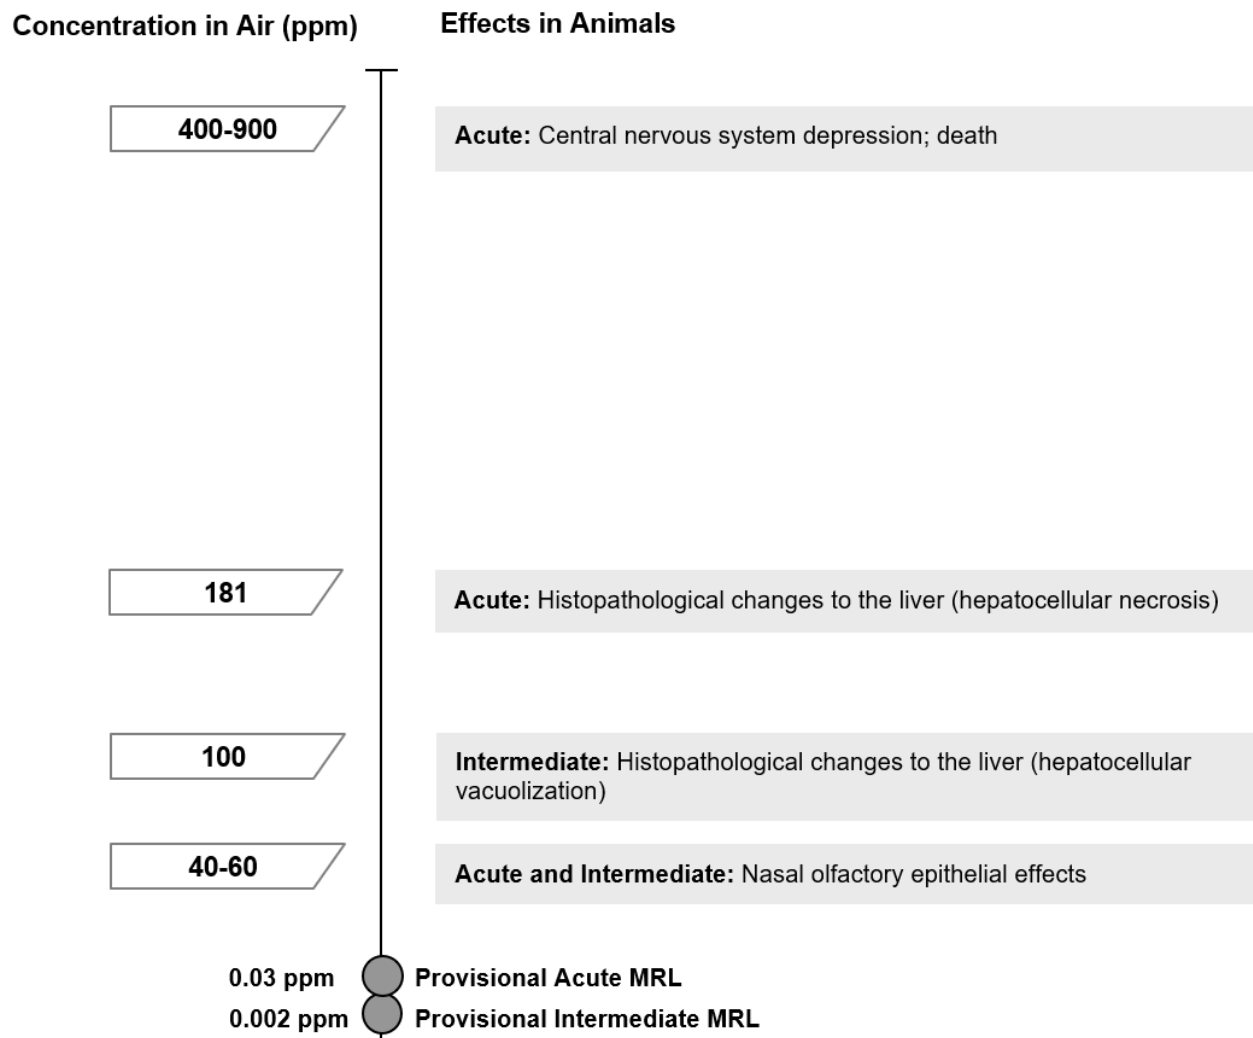 Concentration in Air (ppm)
Effects in Animals
400-900
Acute: Central nervous system depression; death
181
Acute: Histopathological changes to the liver (hepatocellular necrosis)
100
Intermediate: Histopathological changes to the liver (hepatocellular
vacuolization)
40-60
Acute and Intermediate: Nasal olfactory epithelial effects
0.03 ppm
Provisional Acute MRL
0.002 ppm
Provisional Intermediate MRL